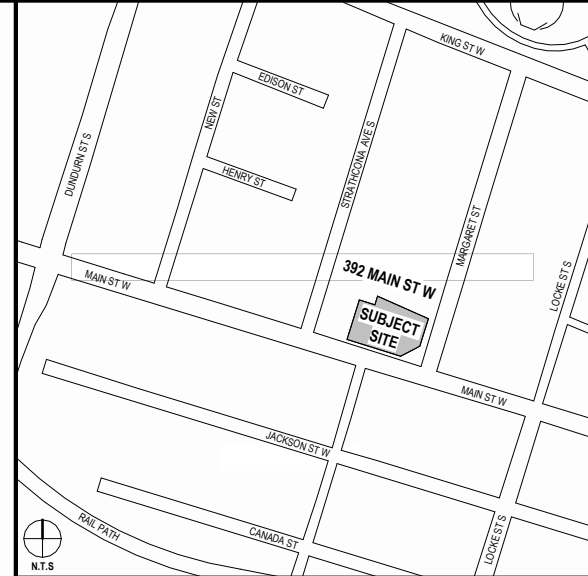 KING ST W
EDISON ST
NEW ST
STRATHCONA AVE S
DUNDURN ST S
HENRY ST
MARGARET ST
392 MAIN ST W
LOCKE ST S
MAIN ST W
SUBJECT
SITE
MAIN ST W
JACKSON ST W
RAIL PATH
CANADA ST
LOCKE ST S
N.T.S